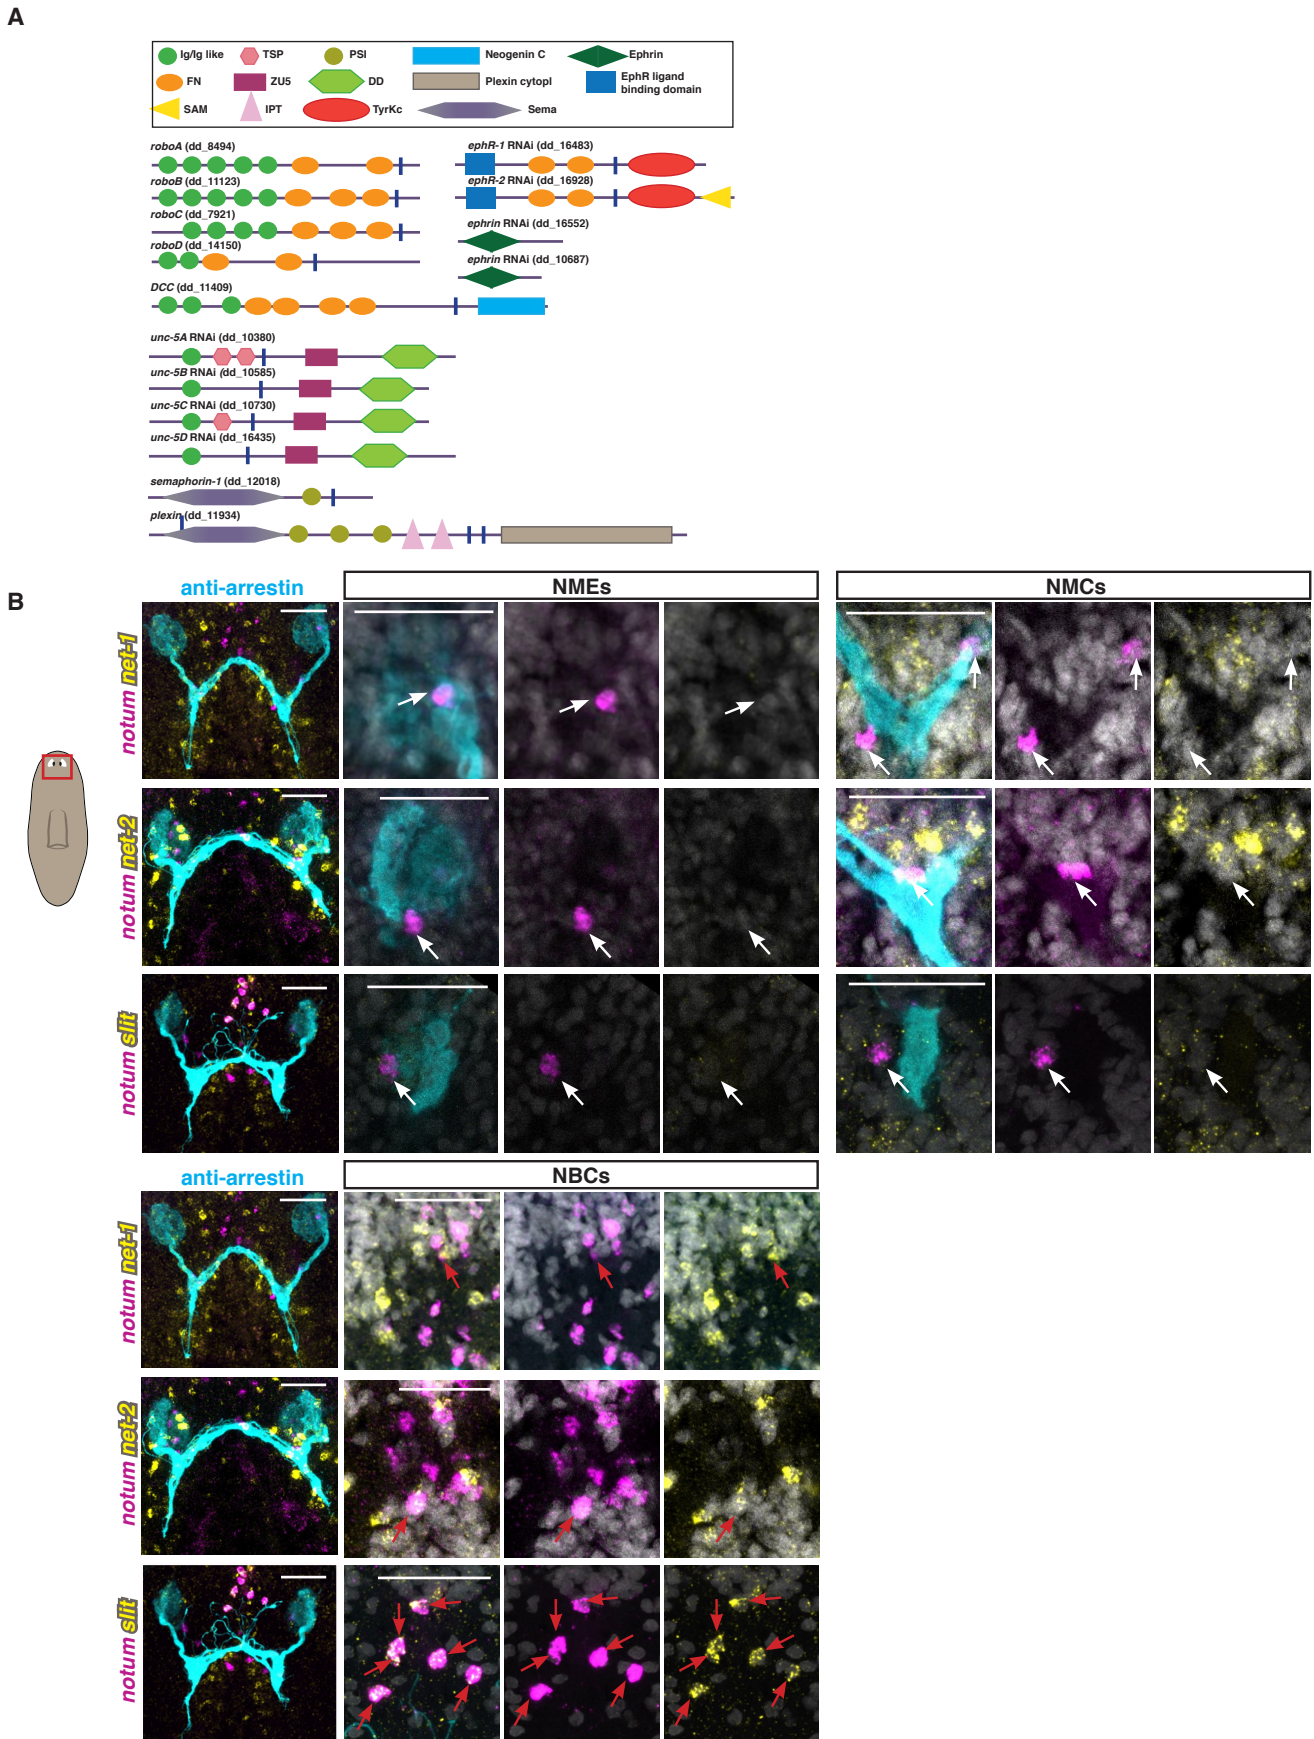 A
Ig/Ig like TSP PSI Neogenin C Ephrin
FN ZU5 DD Plexin cytopl EphR ligand
binding domain
SAM IPT TyrKc Sema
roboA (dd_8494)
roboB (dd_11123)
roboC (dd_7921)
roboD (dd_14150)
DCC (dd_11409)
ephR-1 RNAi (dd_16483)
ephR-2 RNAi (dd_16928)
ephrin RNAi (dd_16552)
ephrin RNAi (dd_10687)
unc-5A RNAi (dd_10380)
unc-5B RNAi (dd_10585)
unc-5C RNAi (dd_10730)
unc-5D RNAi (dd_16435)
semaphorin-1 (dd_12018)
plexin (dd_11934)
B
anti-arrestin NMEs NMCs
notum net-1
notum net-2
notum slit
anti-arrestin NBCs
notum net-1
notum net-2
notum slit